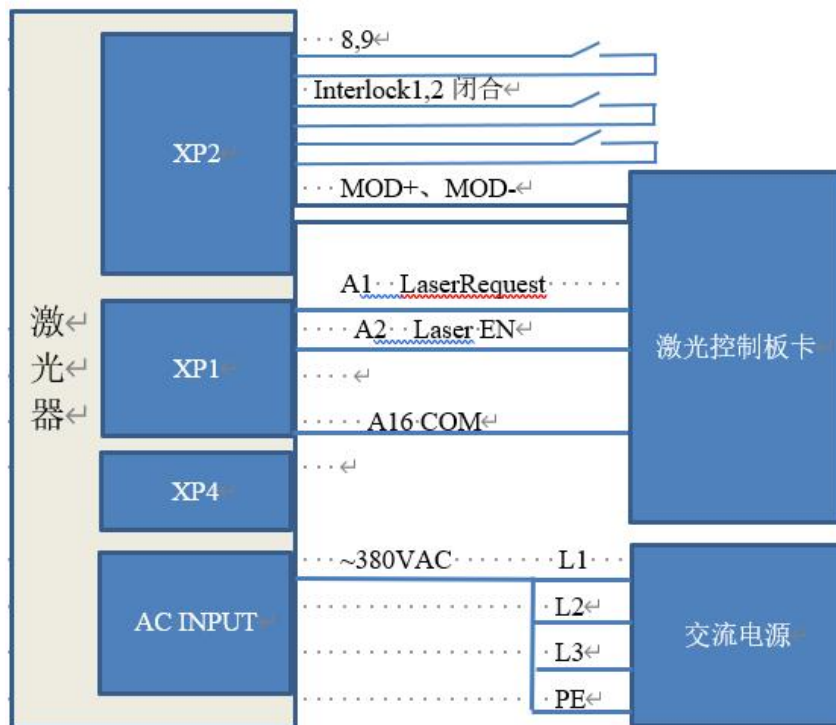 8,9
Interlock1,2 闭合
XP2
MOD+、MOD-
A1 LaserRequest
激光器
A2 Laser EN
XP1
激光控制板卡
A16 COM
XP4
~380VAC L1
AC INPUT
L2
交流电源
L3
PE